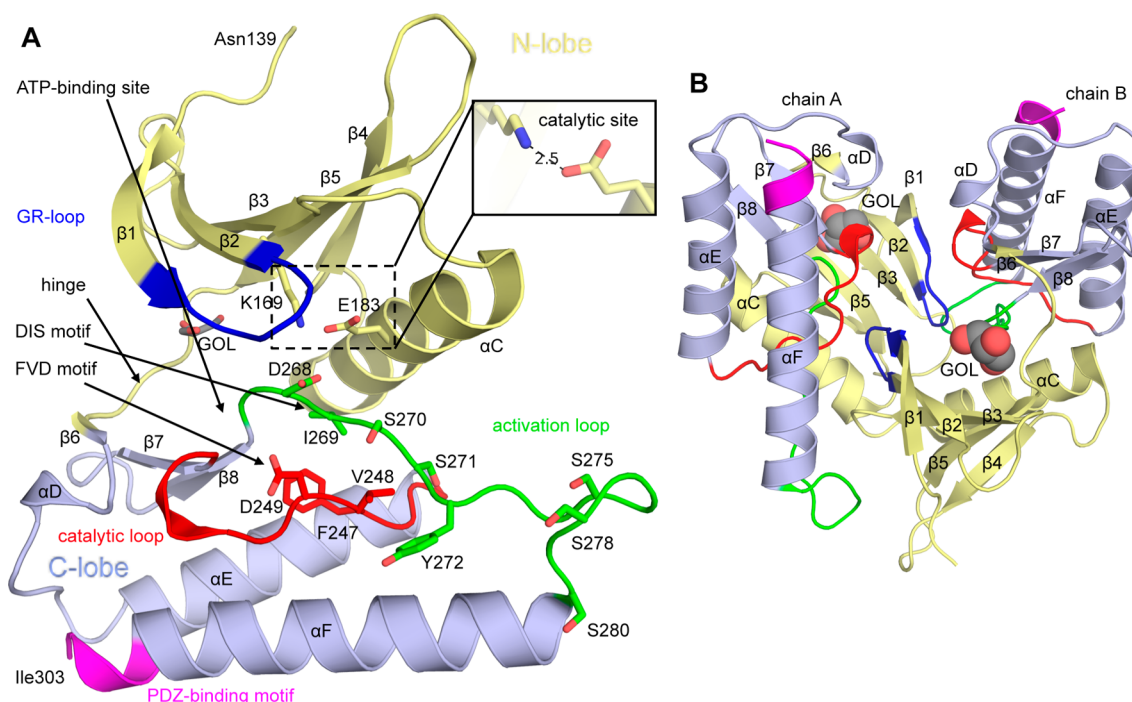 A
Asn139
N-lobe
ATP-binding site
catalytic site
2.5
β4
β5
β3
GR-loop
β1
β2
K169
E183
hinge
GOL
αC
DIS motif
D268
FVD motif
I269
S270
activation loop
β6
β7
β8
S271
S275
αD
V248
D249
F247
S278
catalytic loop
Y272
C-lobe
αE
αF
S280
Ile303
PDZ-binding motif
B
chain A
chain B
β6
αD
β7
β1
αD
GOL
αF
β8
αE
αE
β2
β7
β6
β3
β8
αC
β5
αF
GOL
αC
β1
β2
β3
β5
β4